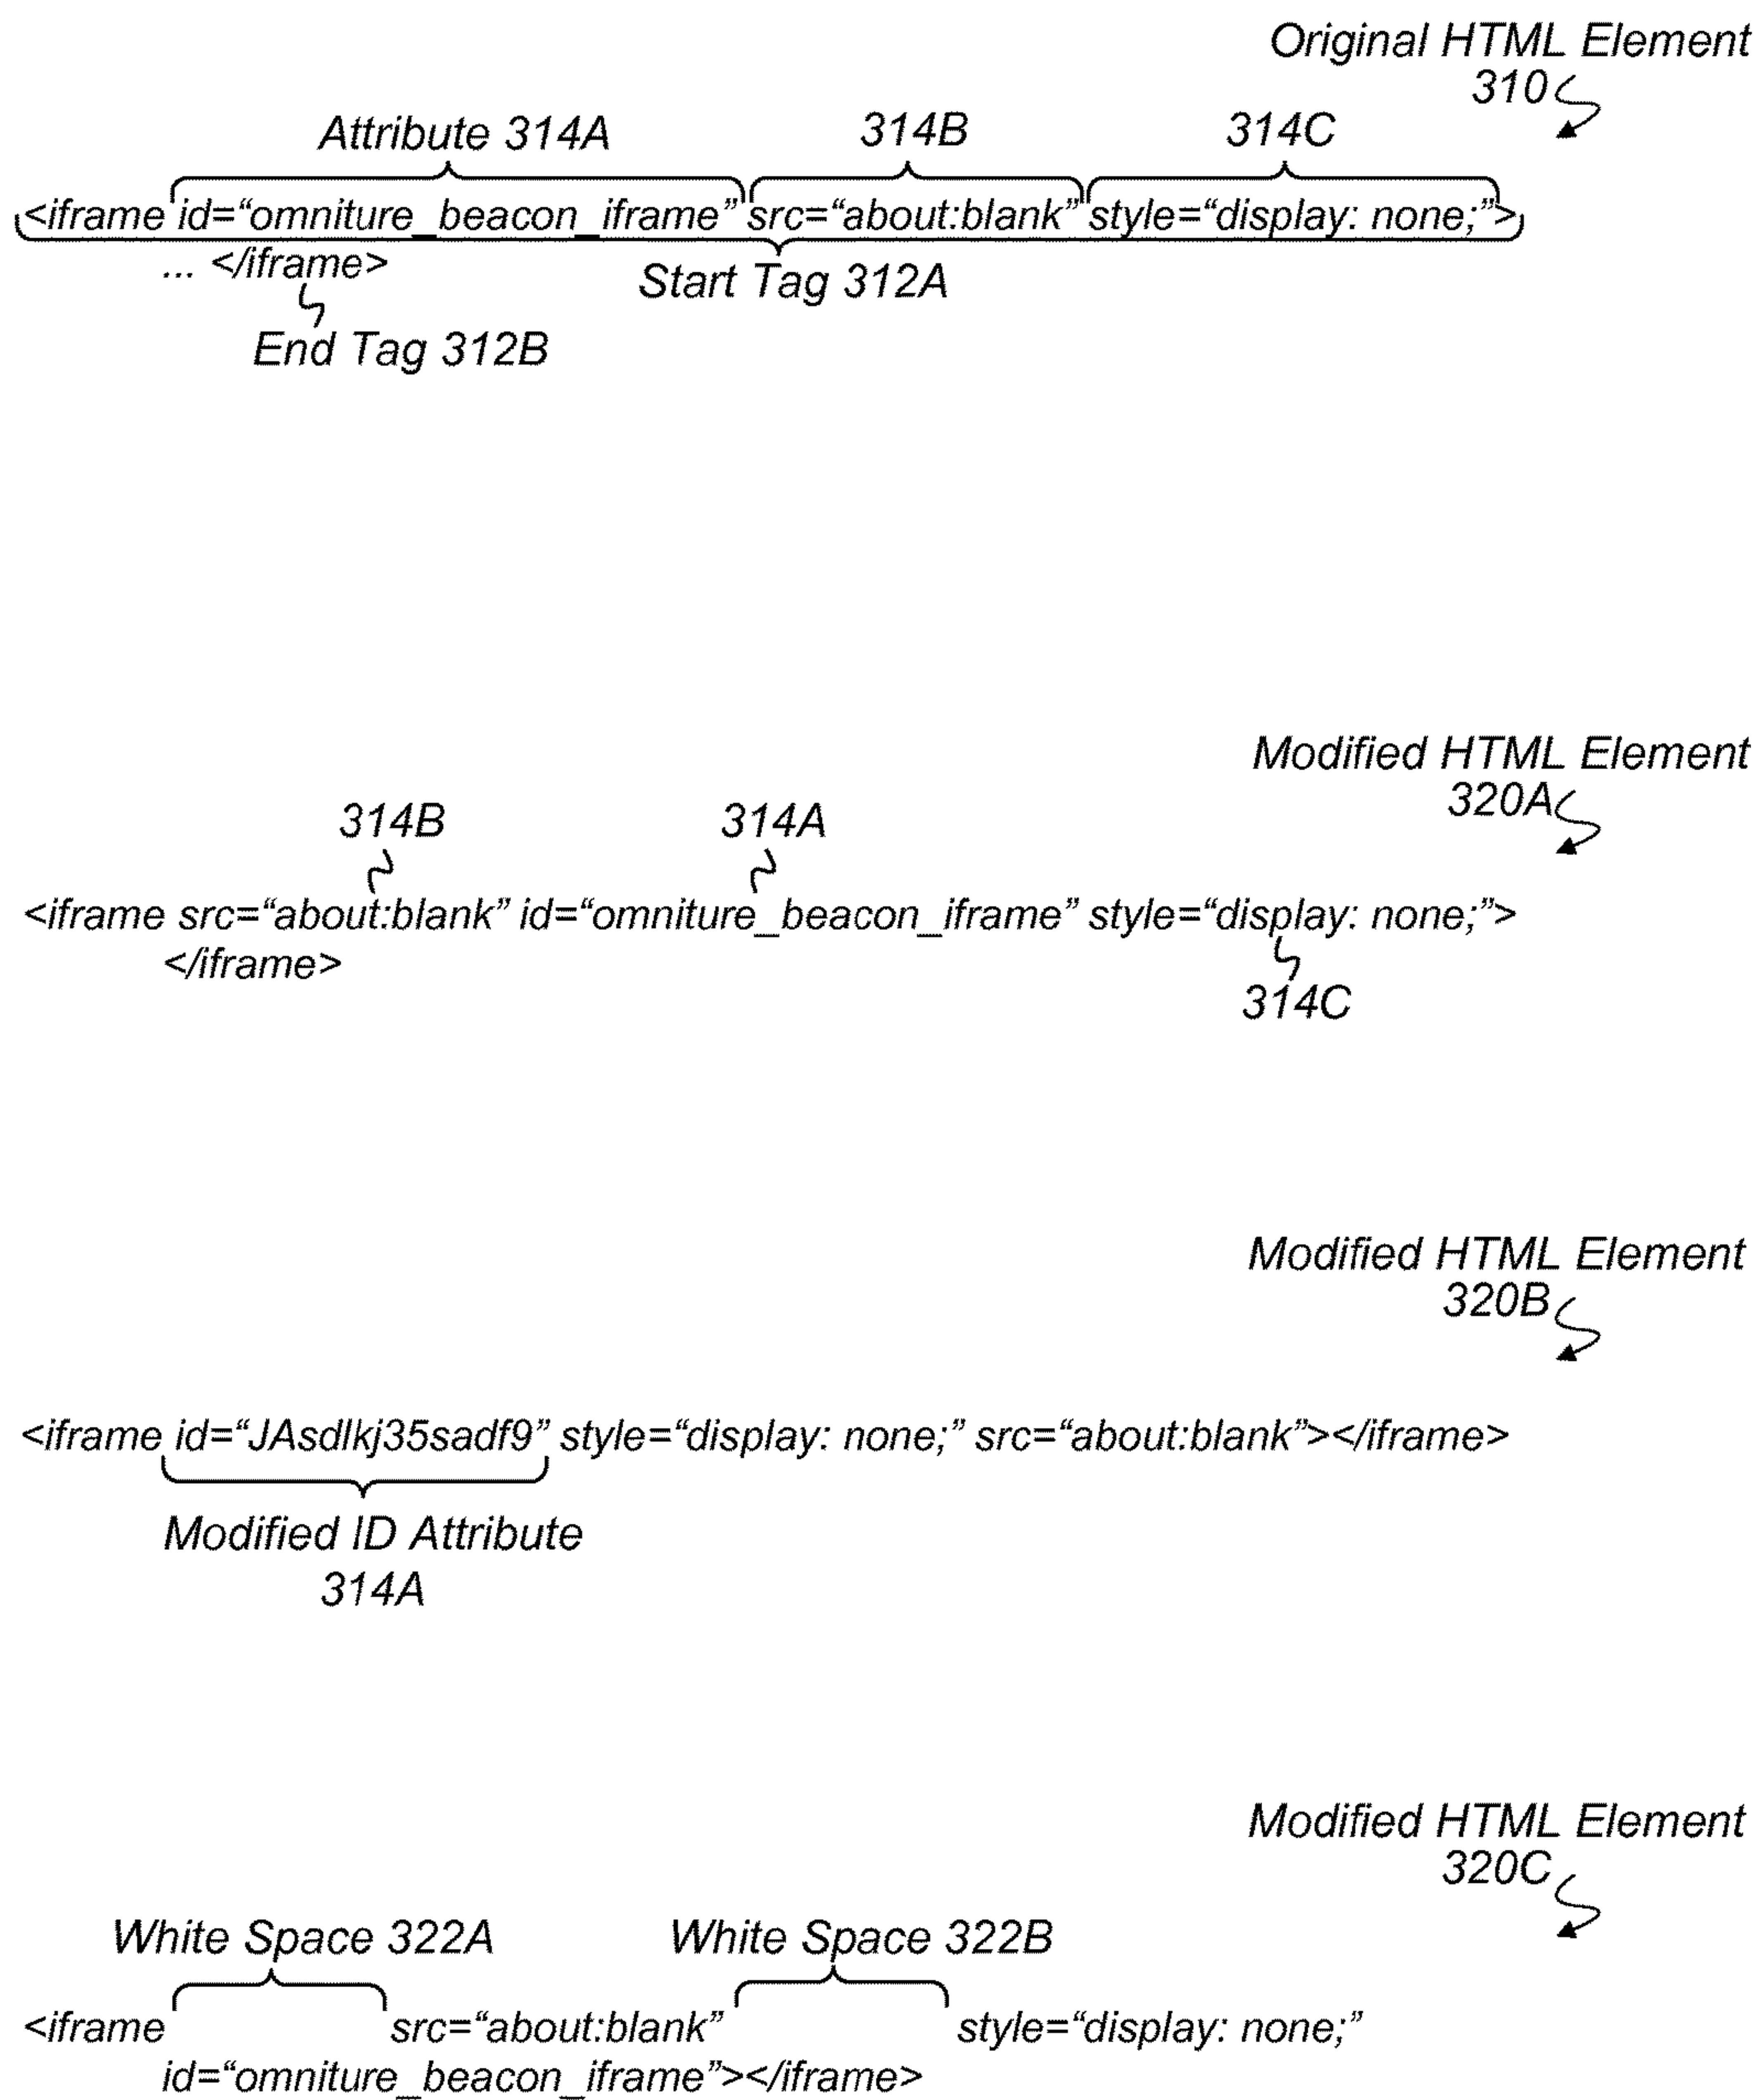 Original HTML Element
310
Attribute 314A 314B 314C
<iframe id=“omniture_beacon_iframe” src=“about:blank” style=“display: none;”>
... </iframe>
Start Tag 312A
End Tag 312B
Modified HTML Element
320A
314B 314A
<iframe src=“about:blank” id=“omniture_beacon_iframe” style=“display: none;”>
</iframe>
314C
Modified HTML Element
320B
<iframe id=“JAsdlkj35sadf9” style=“display: none;” src=“about:blank”></iframe>
Modified ID Attribute
314A
Modified HTML Element
320C
White Space 322A White Space 322B
<iframe src=“about:blank” style=“display: none;”
id=“omniture_beacon_iframe”></iframe>